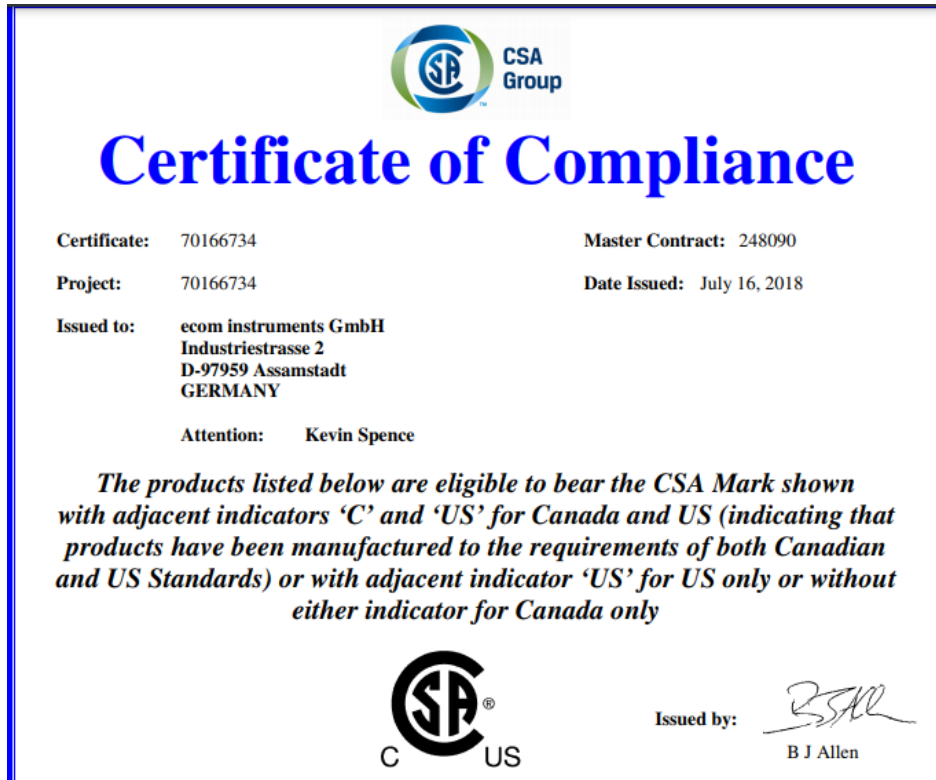 CSA
Group
Certificate of Compliance
Certificate: 70166734 Master Contract: 248090
Project: 70166734 Date Issued: July 16, 2018
Issued to: ecom instruments GmbH
Industriestrasse 2
D-97959 Assamstadt
GERMANY
Attention: Kevin Spence
The products listed below are eligible to bear the CSA Mark shown
with adjacent indicators ‘C’ and ‘US’ for Canada and US (indicating that
products have been manufactured to the requirements of both Canadian
and US Standards) or with adjacent indicator ‘US’ for US only or without
either indicator for Canada only
CSA ®
C US
Issued by:
B J Allen